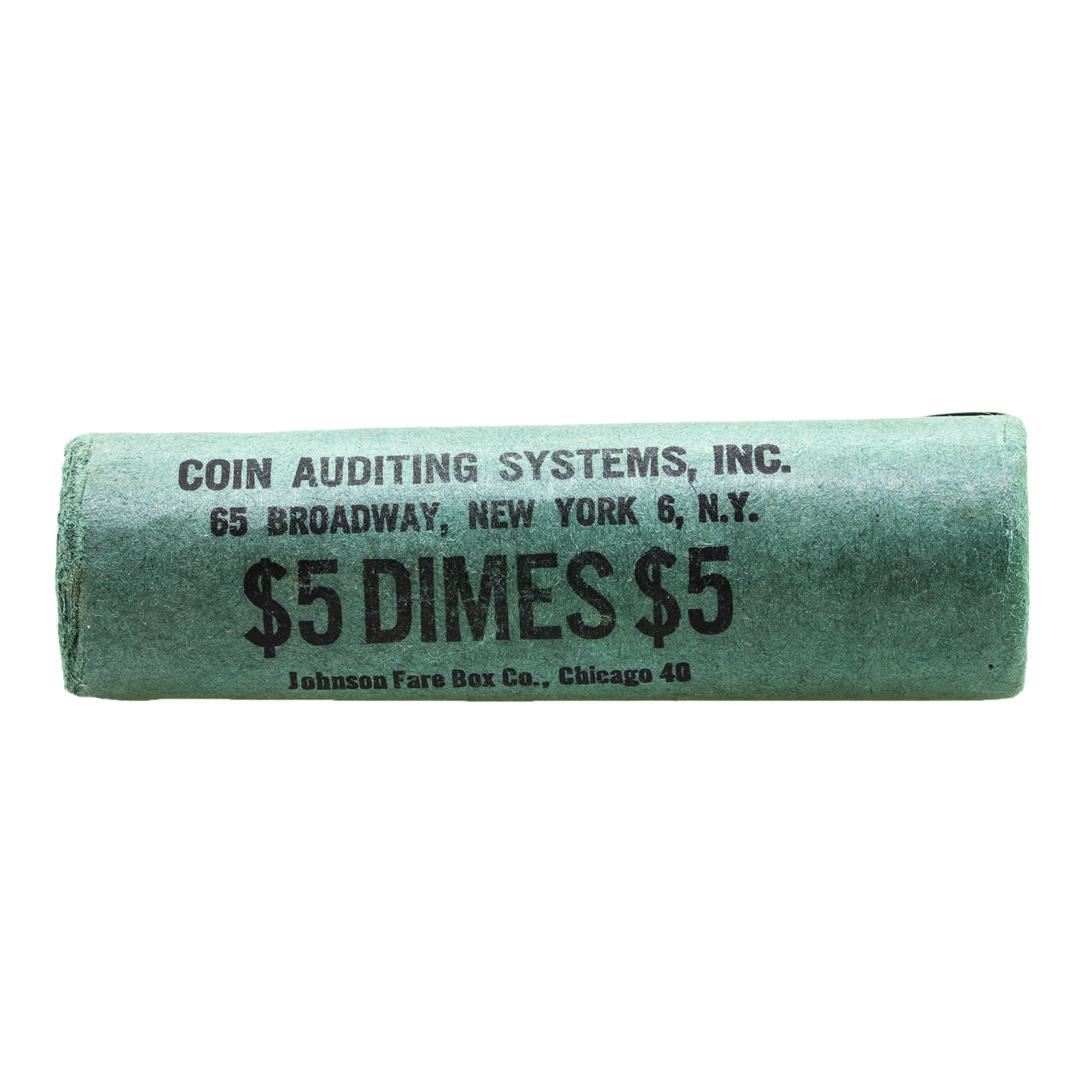 COIN AUDITING SYSTEMS, INC.
65 BROADWAY, NEW YORK 6, N.Y.
$5 DIMES $5
Johnson Fare Box Co., Chicago 40